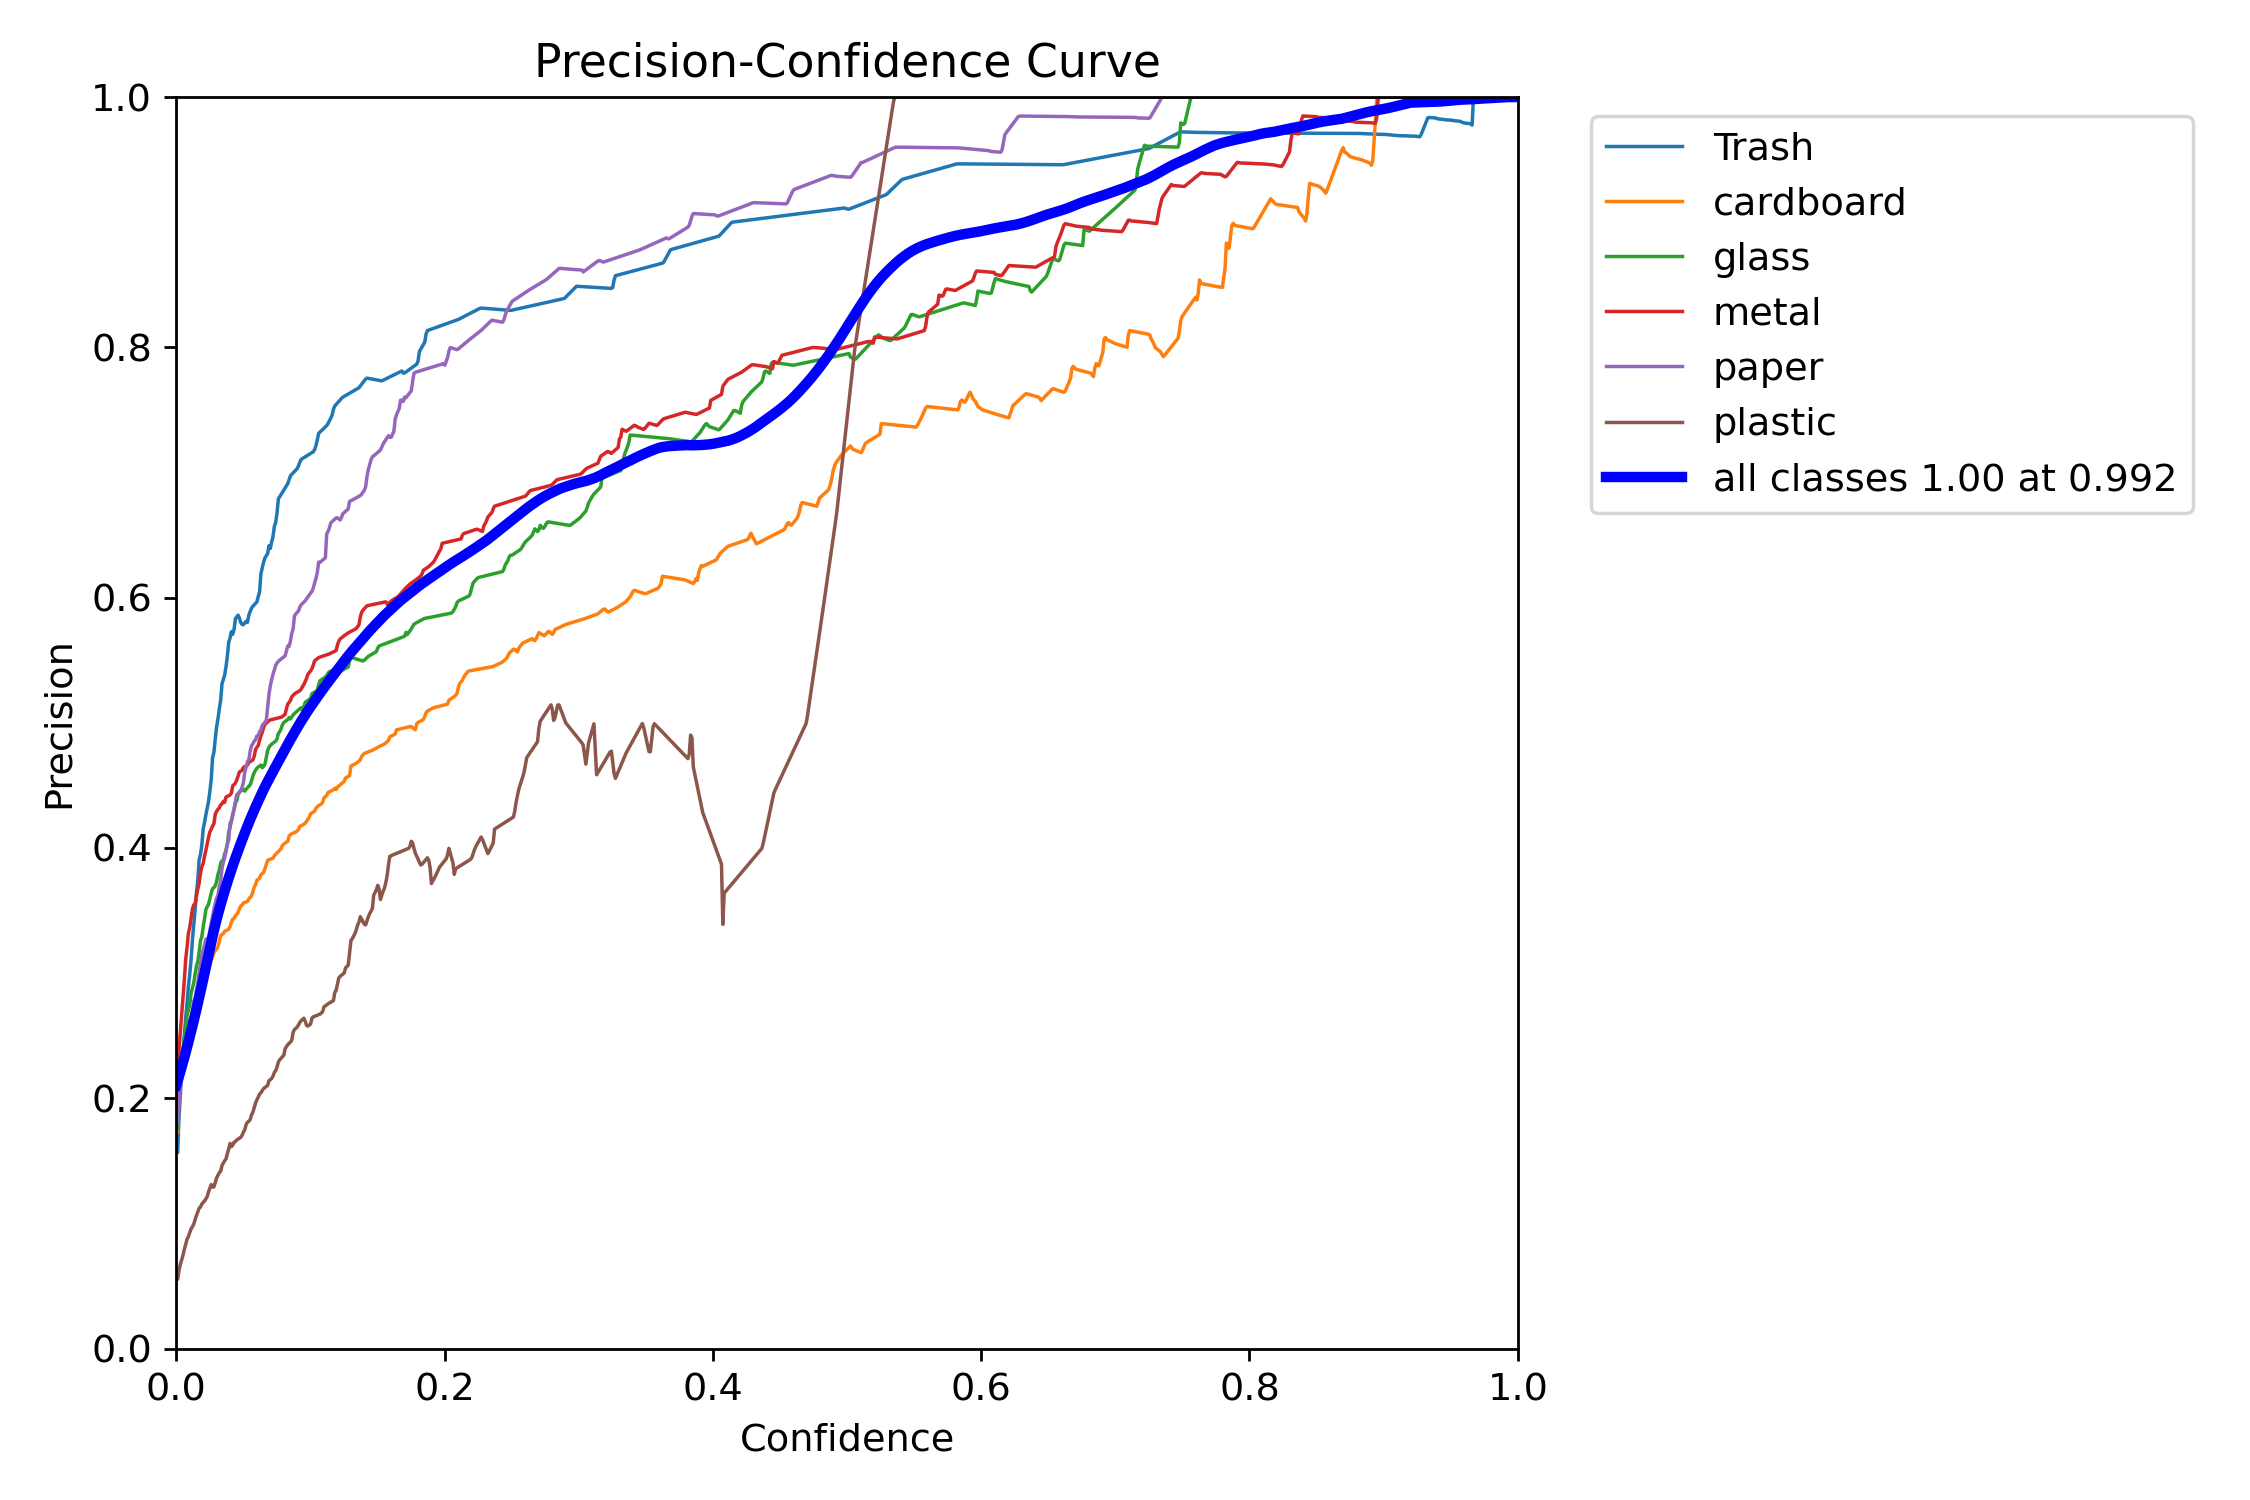 Precision-Confidence Curve
1.0
0.8
0.6
0.4
0.2
0.0
Precision
0.0 0.2 0.4 0.6 0.8 1.0
Confidence
Trash
cardboard
glass
metal
paper
plastic
all classes 1.00 at 0.992